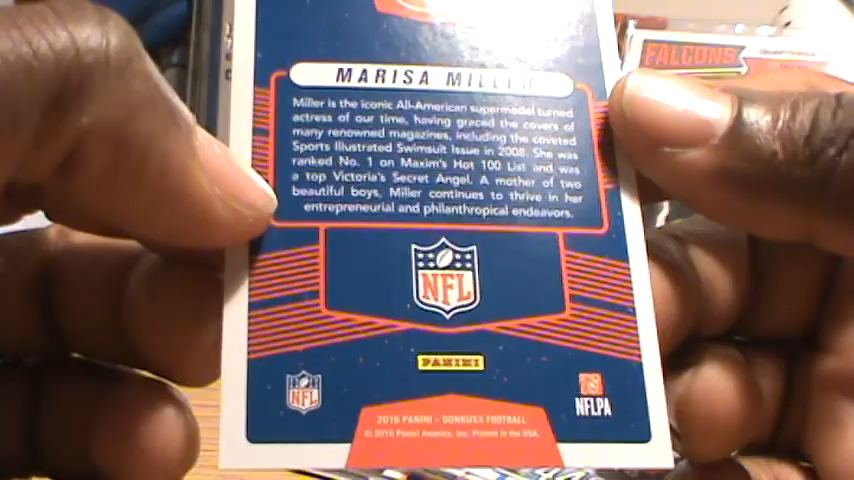 FALCONS
MARISA MILLER
Miller is the iconic All-American supermodel turned
actress of our time, having graced the covers of
many renowned magazines, including the coveted
Sports Illustrated Swimsuit Issue in 2008. She was
ranked No. 1 on Maxim's Hot 100 List and was
a top Victoria's Secret Angel. A mother of two
beautiful boys, Miller continues to thrive in her
entrepreneurial and philanthropical endeavors.
NFL
PANINI
NFL
NFLPA
2016 PANINI – DONRUSS FOOTBALL
© 2016 Panini America, Inc. Printed in the USA.